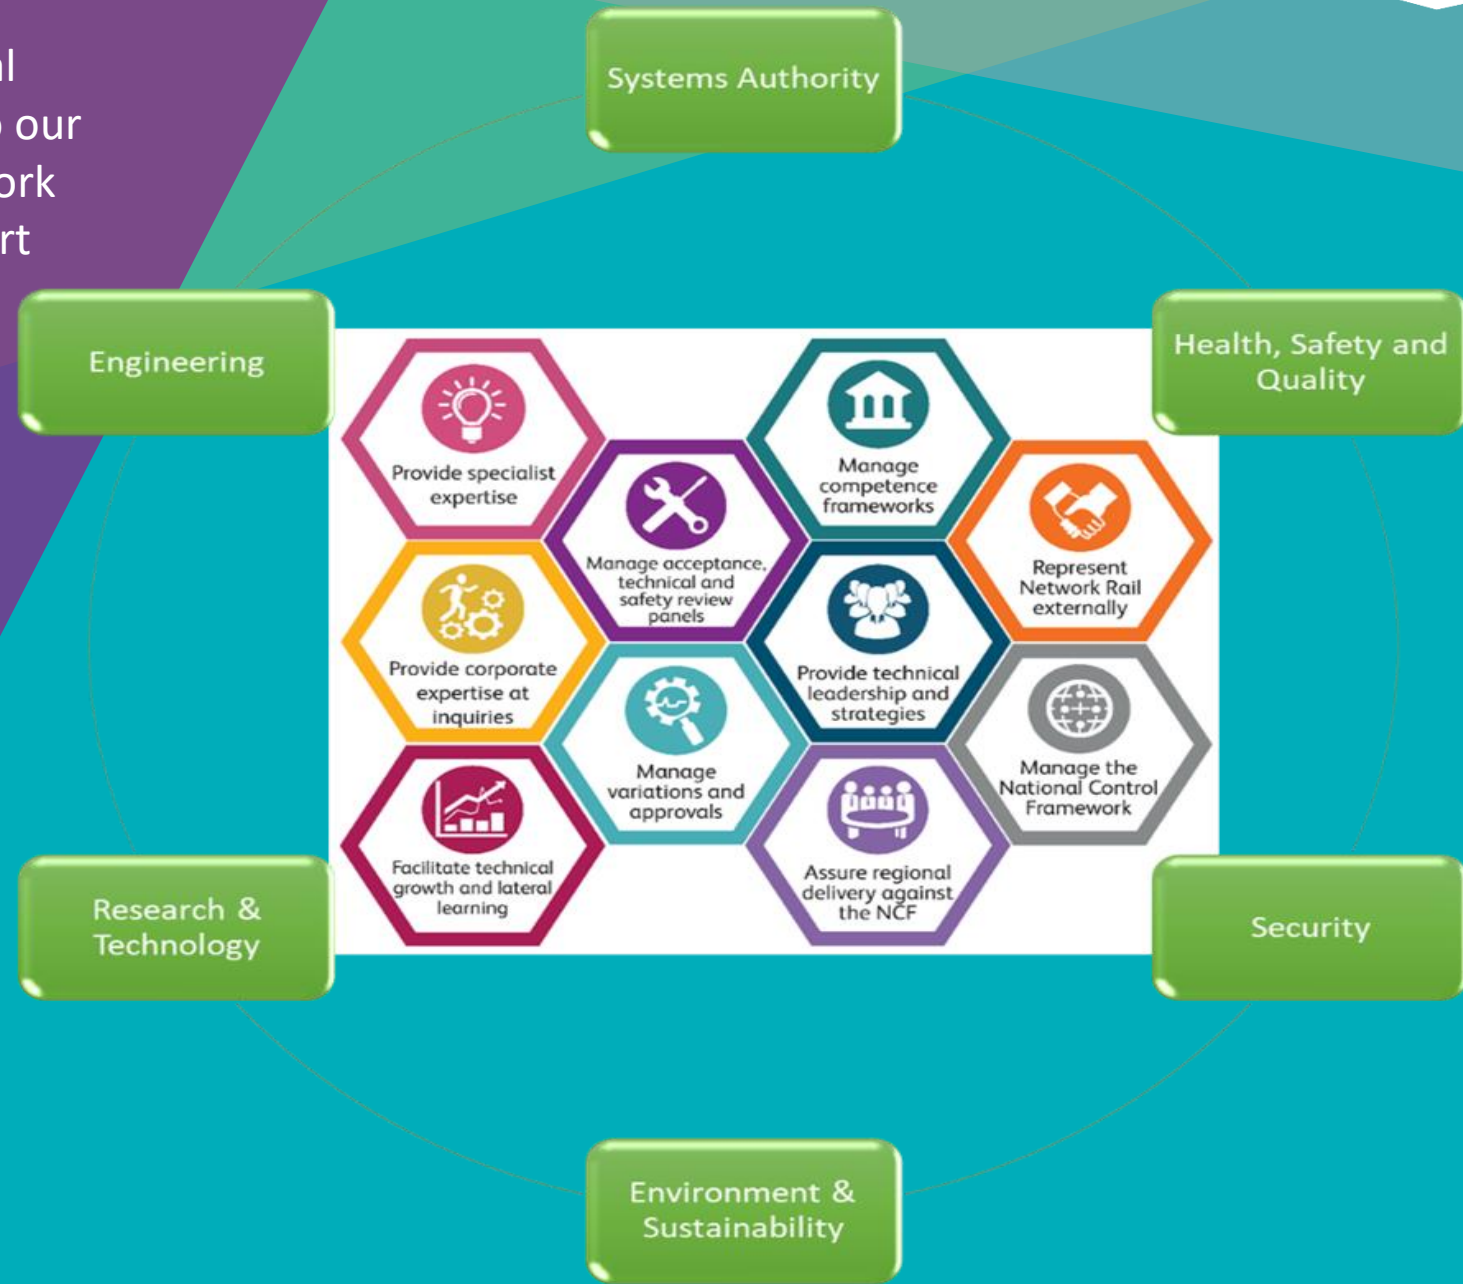 al
o our
ork
rt
Systems Authority
Engineering
Health, Safety and
Quality
Provide specialist
expertise
Manage
competence
frameworks
Manage acceptance,
technical and
safety review
panels
Represent
Network Rail
externally
Provide corporate
expertise at
inquiries
Provide technical
leadership and
strategies
Manage
variations and
approvals
Manage the
National Control
Framework
Facilitate technical
growth and lateral
learning
Assure regional
delivery against
the NCF
Research &
Technology
Security
Environment &
Sustainability